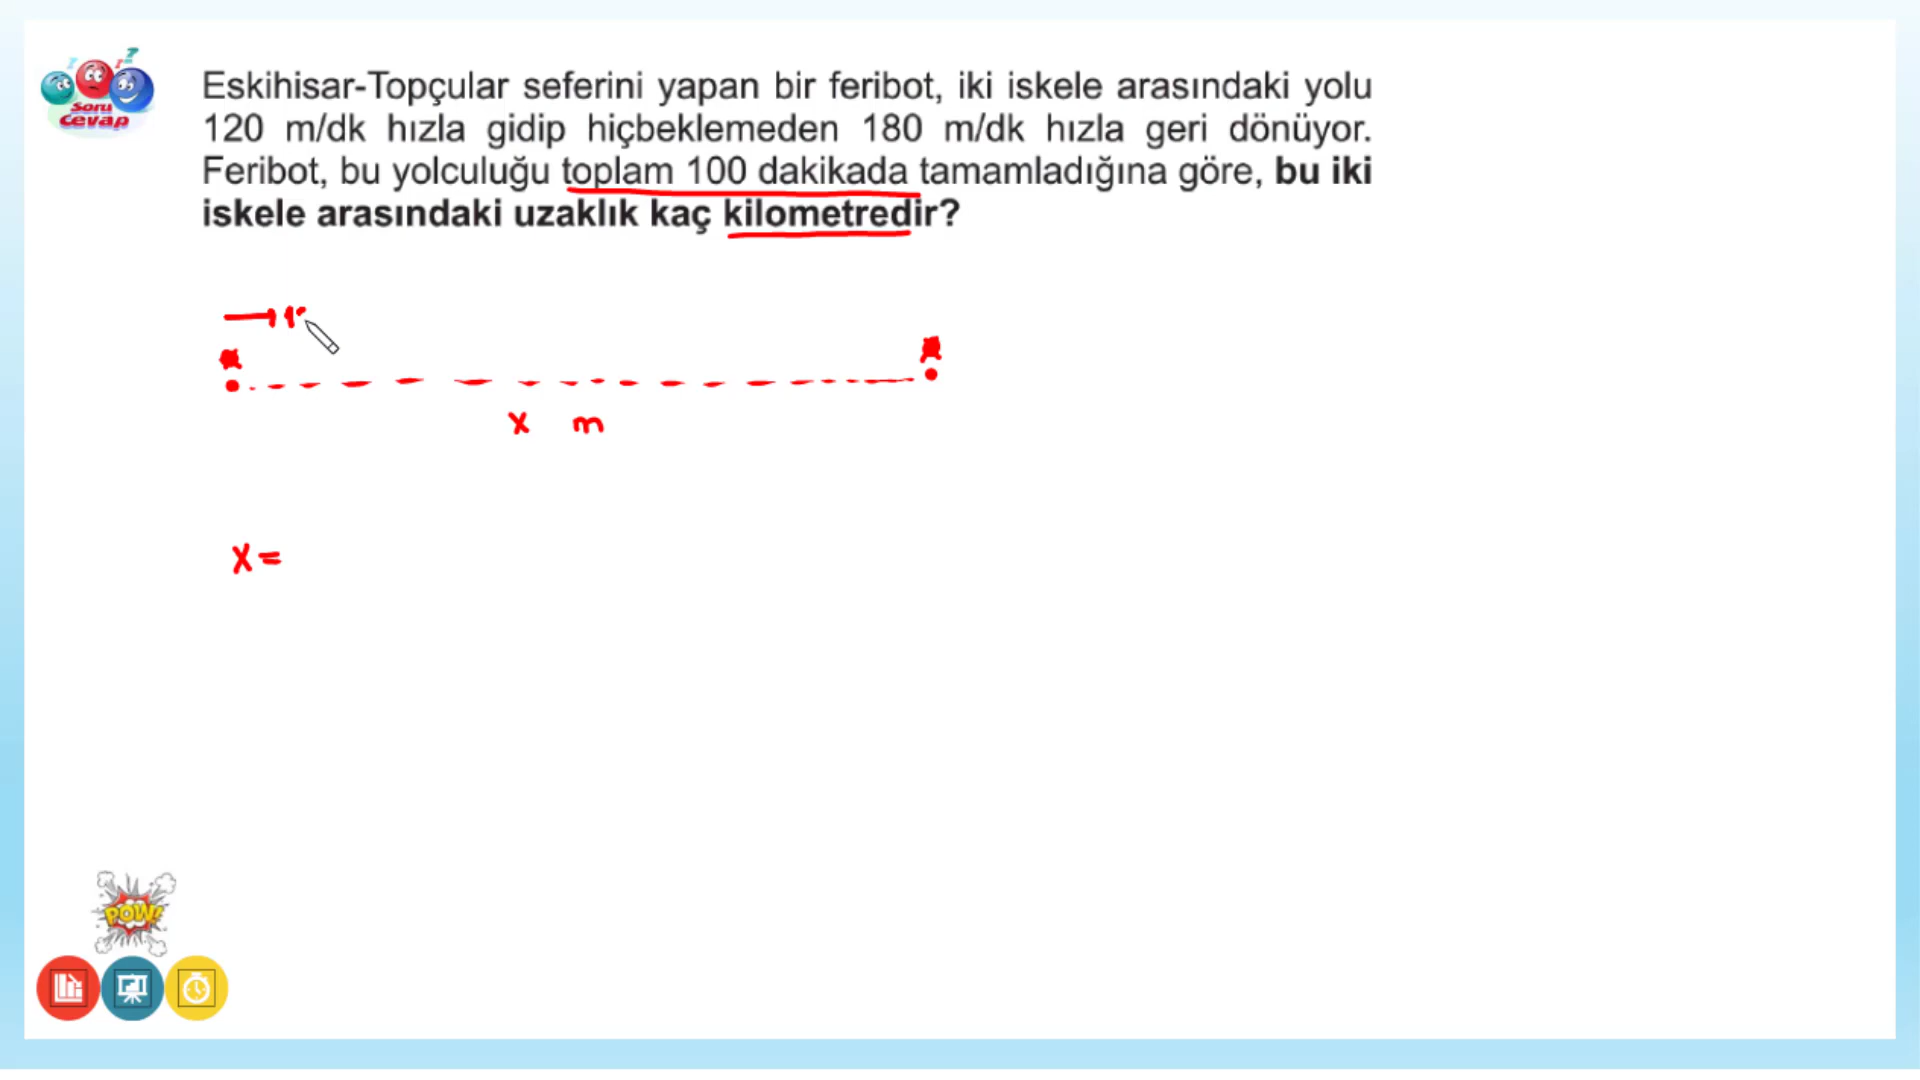 Soru
Cevap
Eskihisar-Topçular seferini yapan bir feribot, iki iskele arasındaki yolu
120 m/dk hızla gidip hiçbeklemeden 180 m/dk hızla geri dönüyor.
Feribot, bu yolculuğu toplam 100 dakikada tamamladığına göre, bu iki
iskele arasındaki uzaklık kaç kilometredir?
x m
x=
POW!